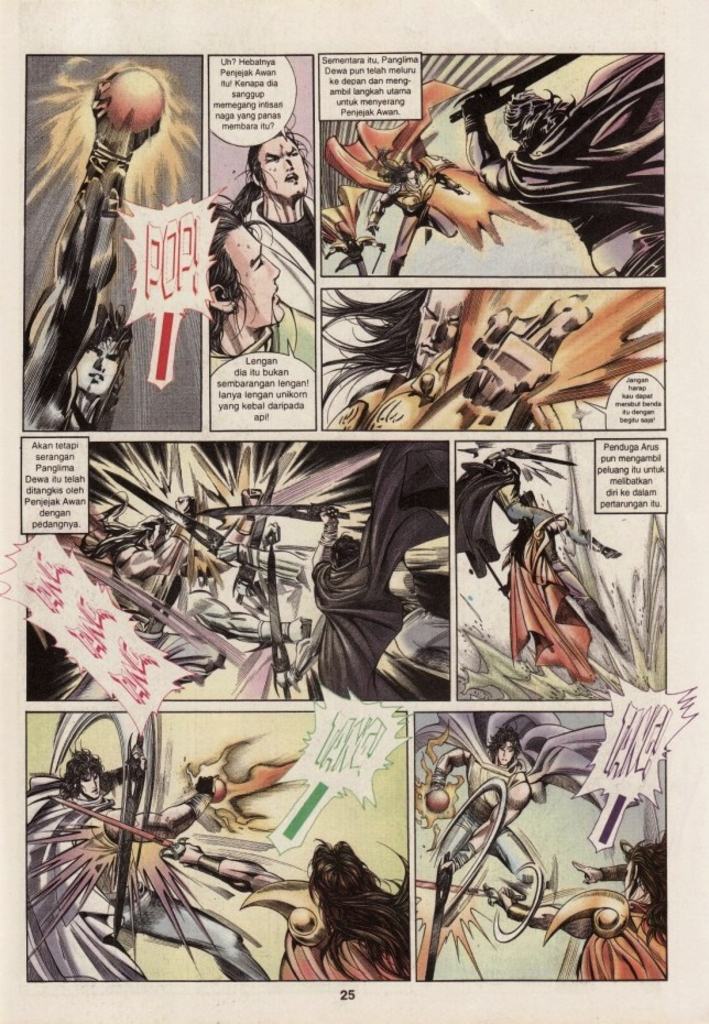 POP!
Uh? Hebatnya
Penjejak Awan
itu! Kenapa dia
sanggup
memegang intisari
naga yang panas
membara itu?
Lengan
dia itu bukan
sembarangan lengan!
Ianya lengan unikorn
yang kebal daripada
api!
Sementara itu, Panglima
Dewa pun telah meluru
ke depan dan meng-
ambil langkah utama
untuk menyerang
Penjejak Awan.
Jangan
harap
kau dapat
merebut benda
itu dengan
begitu saja!
Akan tetapi
serangan
Panglima
Dewa itu telah
ditangkis oleh
Penjejak Awan
dengan
pedangnya.
Penduga Arus
pun mengambil
peluang itu untuk
melibatkan
diri ke dalam
pertarungan itu.
25